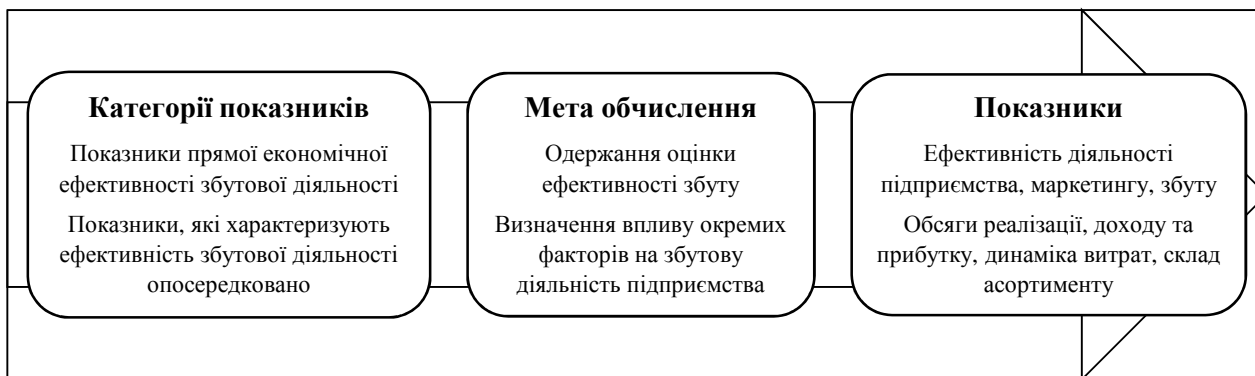 Категорії показників
Показники прямої економічної
ефективності збутової діяльності
Показники, які характеризують
ефективність збутової діяльності
опосередковано
Мета обчислення
Одержання оцінки
ефективності збуту
Визначення впливу окремих
факторів на збутову
діяльність підприємства
Показники
Ефективність діяльності
підприємства, маркетингу, збуту
Обсяги реалізації, доходу та
прибутку, динаміка витрат, склад
асортименту